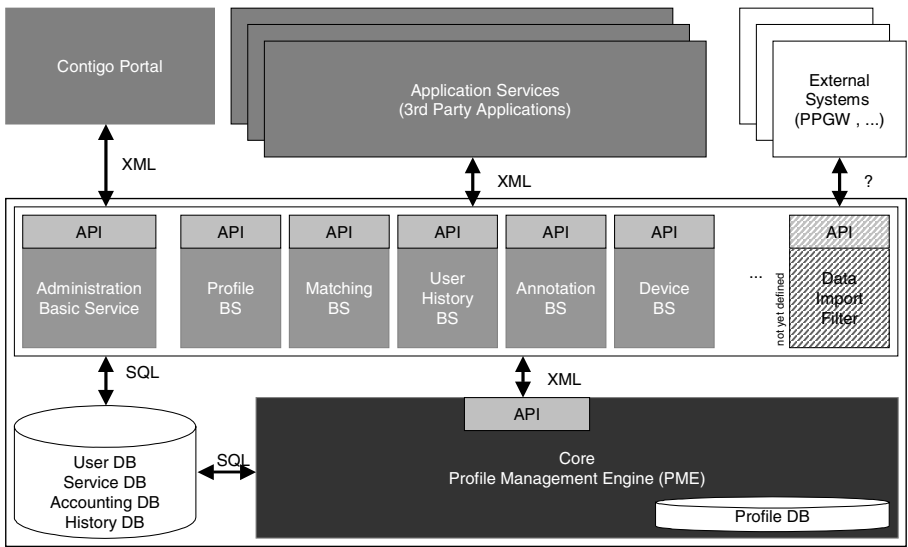 Contigo Portal
Application Services
(3rd Party Applications)
External
Systems
(PPGW , ...)
XML
XML
?
API
API
API
API
API
API
API
Administration
Basic Service
Profile
BS
Matching
BS
User
History
BS
Annotation
BS
Device
BS
...
not yet defined
Data
Import
Filter
SQL
XML
API
User DB
Service DB
Accounting DB
History DB
SQL
Core
Profile Management Engine (PME)
Profile DB